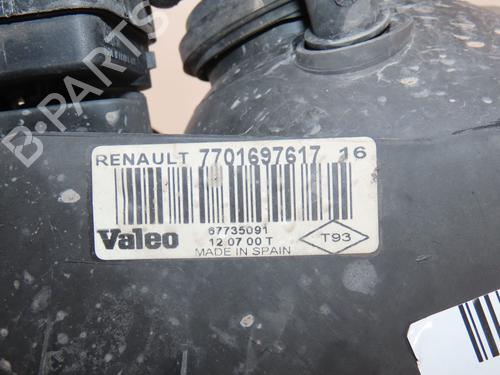 B-PARTS
RENAULT 7701697617 16
67735091
Valeo
12 07 00 T
T93
MADE IN SPAIN